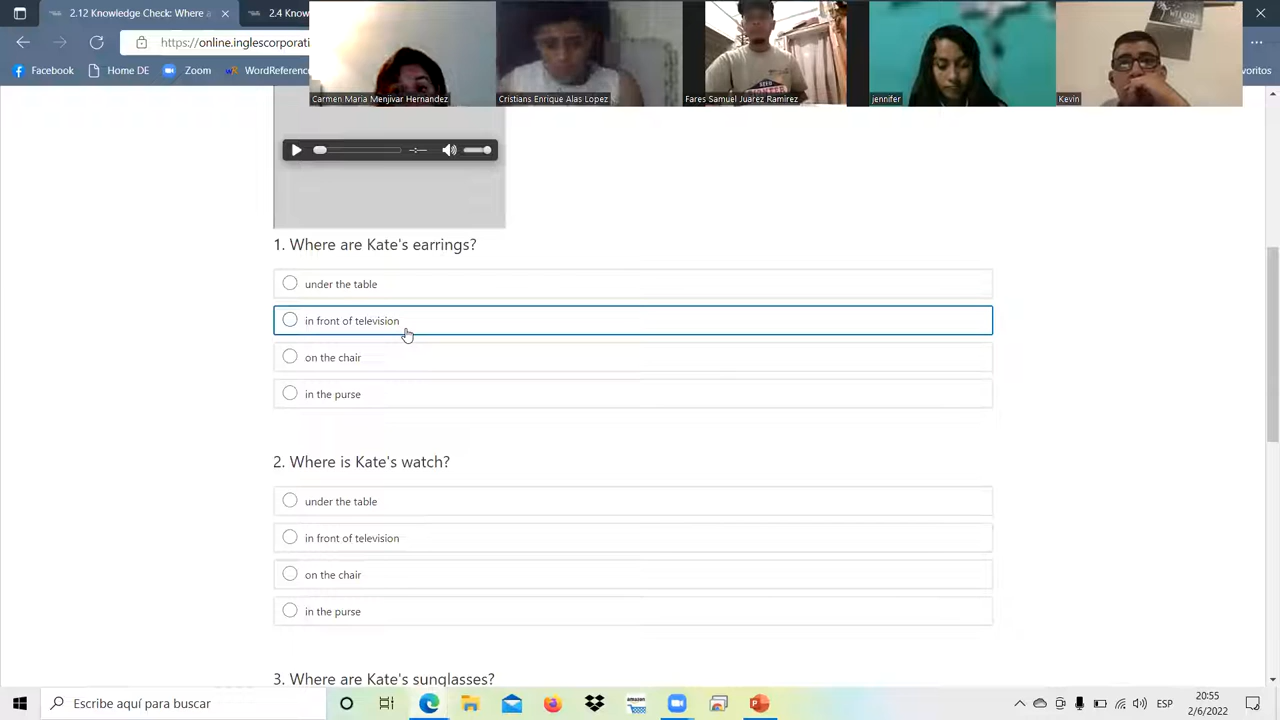 2.12 Knowledge Check: Where a
2.4 Know
https://online.inglescorporati
Facebook
Home DE
Zoom
WordReferenc
avoritos
Carmen Maria Menjivar Hernandez
Cristians Enrique Alas Lopez
Fares Samuel Juarez Ramirez
jennifer
Kevin
1. Where are Kate's earrings?
under the table
in front of television
on the chair
in the purse
2. Where is Kate's watch?
under the table
in front of television
on the chair
in the purse
3. Where are Kate's sunglasses?
Escribe aquí para buscar
ESP
20:55
2/6/2022